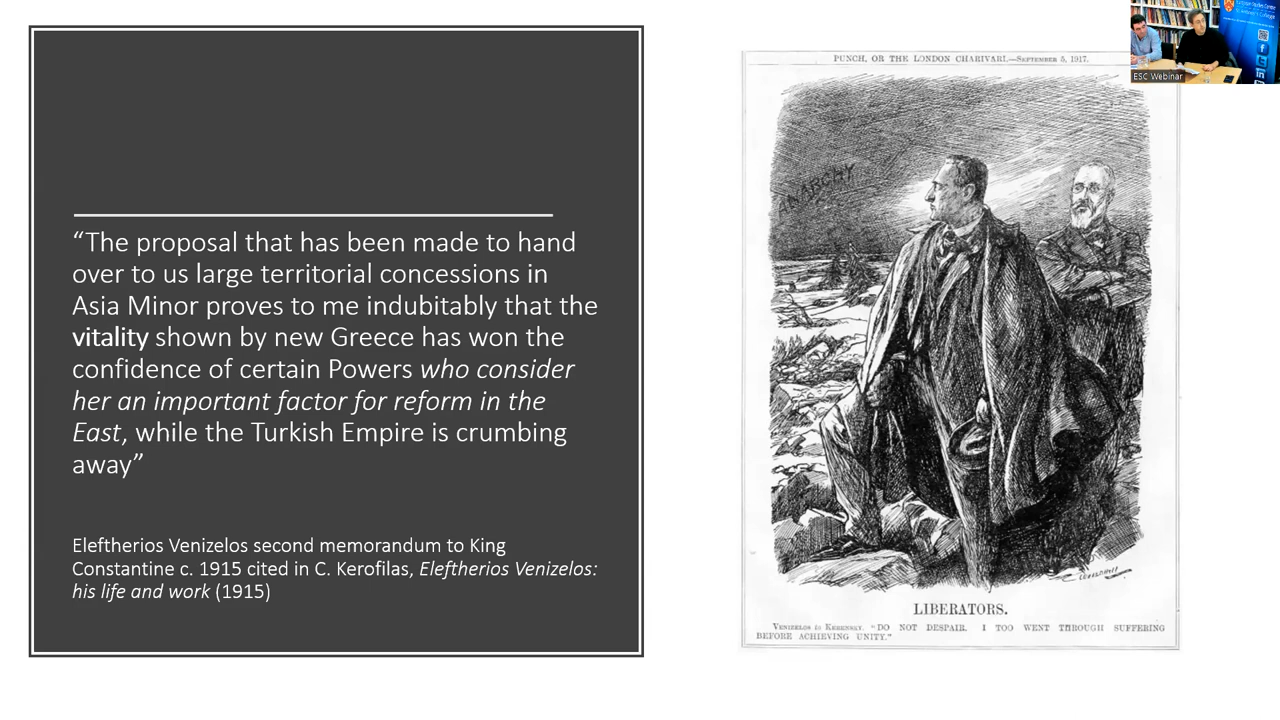 “The proposal that has been made to hand
over to us large territorial concessions in
Asia Minor proves to me indubitably that the
vitality shown by new Greece has won the
confidence of certain Powers who consider
her an important factor for reform in the
East, while the Turkish Empire is crumbing
away”
Eleftherios Venizelos second memorandum to King
Constantine c. 1915 cited in C. Kerofilas, Eleftherios Venizelos:
his life and work (1915)
PUNCH, OR THE LONDON CHARIVARI.—September 5, 1917.
ANARCHY
LIBERATORS.
Venizelos to Kerensky. "DO NOT DESPAIR. I TOO WENT THROUGH SUFFERING
BEFORE ACHIEVING UNITY."
ESC Webinar